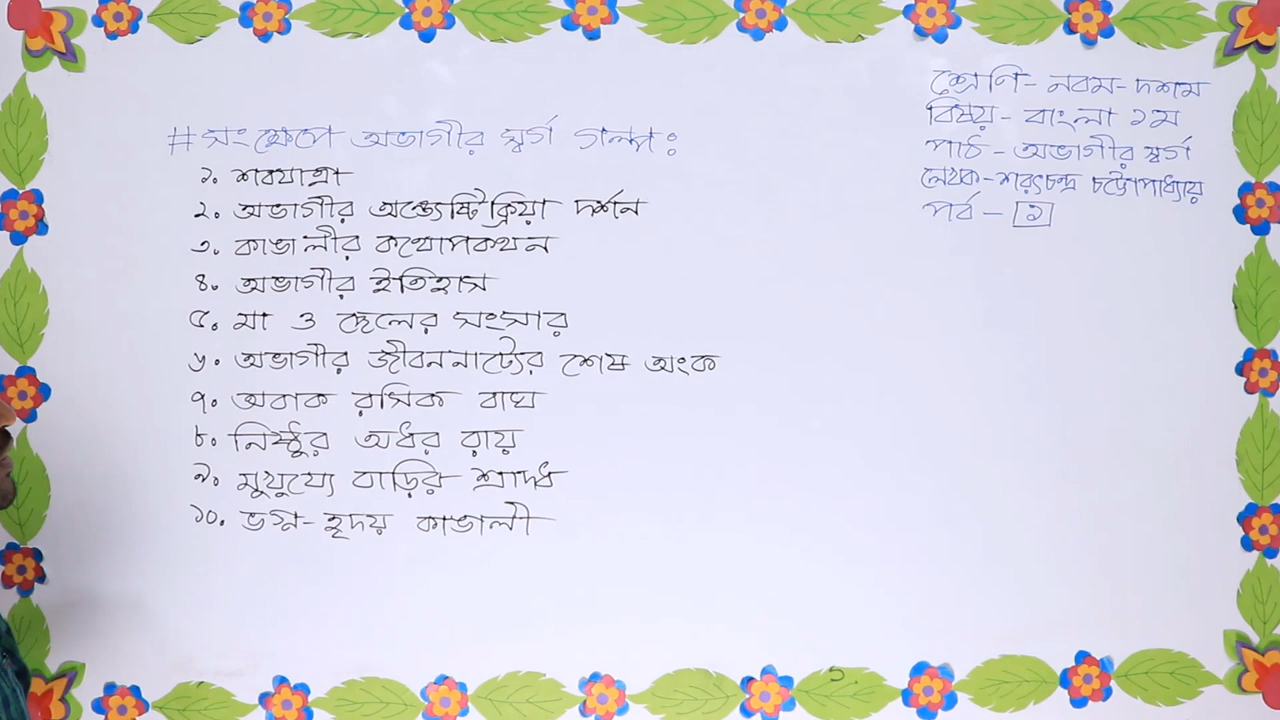 শ্রেণি- নবম- দশম
বিষয় - বাংলা ১ম
পাঠ - অভাগীর স্বর্গ
লেখক-শরৎচন্দ্র চট্টোপাধ্যায়
পর্ব - ১
# সংক্ষেপে অভাগীর স্বর্গ গল্প:
১. শবযাত্রা
২. অভাগীর অন্ত্যেষ্টিক্রিয়া দর্শন
৩. কাঙালীর কথোপকথন
৪. অভাগীর ইতিহাস
৫. মা ও ছেলের সংসার
৬. অভাগীর জীবননাট্যের শেষ অংক
৭. অবাক রসিক বাঘ
৮. নিষ্ঠুর অধর রায়
৯. মুখুয্যে বাড়ির শ্রাদ্ধ
১০. ভগ্ন-হৃদয় কাঙালী